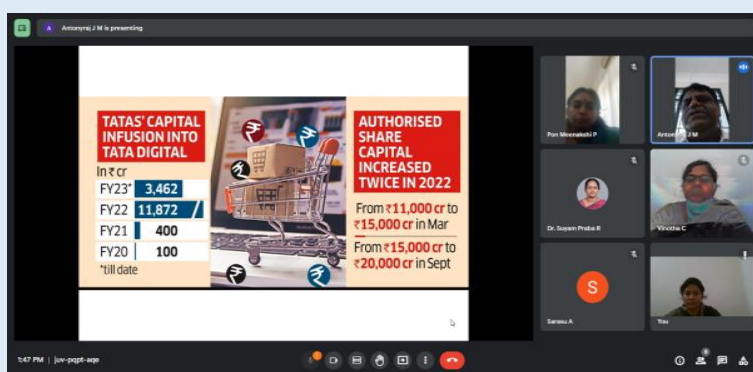 A
Antonyraj J M is presenting
TATAS' CAPITAL
INFUSION INTO
TATA DIGITAL
In ₹ cr
FY23* 3,462
FY22 11,872
FY21 400
FY20 100
*till date
AUTHORISED
SHARE
CAPITAL
INCREASED
TWICE IN 2022
From ₹11,000 cr to
₹15,000 cr in Mar
From ₹15,000 cr to
₹20,000 cr in Sept
Pon Meenakshi P
Antonyraj J M
Dr. Suyam Praba R
Vinotha C
S
Sarasu A
You
1:47 PM | juv-pqpt-aqe